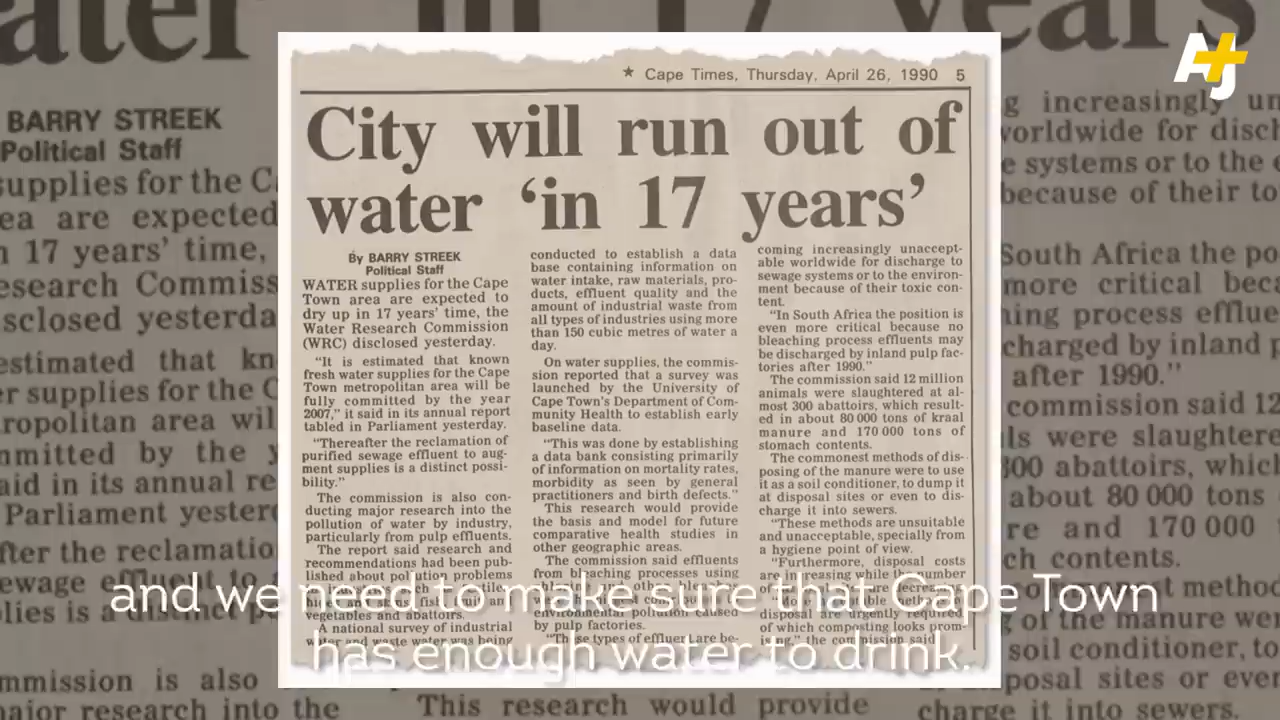 ★ Cape Times, Thursday, April 26, 1990 5
City will run out of
water ‘in 17 years’
By BARRY STREEK
Political Staff
WATER supplies for the Cape
Town area are expected to
dry up in 17 years’ time, the
Water Research Commission
(WRC) disclosed yesterday.
“It is estimated that known
fresh water supplies for the Cape
Town metropolitan area will be
fully committed by the year
2007,” it said in its annual report
tabled in Parliament yesterday.
“Thereafter the reclamation of
purified sewage effluent to aug-
ment supplies is a distinct possi-
bility.”
The commission is also con-
ducting major research into the
pollution of water by industry,
particularly from pulp effluents.
The report said research and
recommendations had been pub-
lished about pollution problems
vegetables and abattoirs.
A national survey of industrial
water and waste water was being
conducted to establish a data
base containing information on
water intake, raw materials, pro-
ducts, effluent quality and the
amount of industrial waste from
all types of industries using more
than 150 cubic metres of water a
day.
On water supplies, the commis-
sion reported that a survey was
launched by the University of
Cape Town’s Department of Com-
munity Health to establish early
baseline data.
“This was done by establishing
a data bank consisting primarily
of information on mortality rates,
morbidity as seen by general
practitioners and birth defects.”
This research would provide
the basis and model for future
comparative health studies in
other geographic areas.
The commission said effluents
from bleaching processes using
environmental pollution caused
by pulp factories.
“These types of effluent are be-
coming increasingly unaccept-
able worldwide for discharge to
sewage systems or to the environ-
ment because of their toxic con-
tent.
“In South Africa the position is
even more critical because no
bleaching process effluents may
be discharged by inland pulp fac-
tories after 1990.”
The commission said 12 million
animals were slaughtered at al-
most 300 abattoirs, which result-
ed in about 80 000 tons of kraal
manure and 170 000 tons of
stomach contents.
The commonest methods of dis-
posing of the manure were to use
it as a soil conditioner, to dump it
at disposal sites or even to dis-
charge it into sewers.
“These methods are unsuitable
and unacceptable, specially from
a hygiene point of view.
“Furthermore, disposal costs
are increasing while the number
disposal are urgently required
of which composting looks prom-
ising,” the commission said.
and we need to make sure that Cape Town
has enough water to drink.